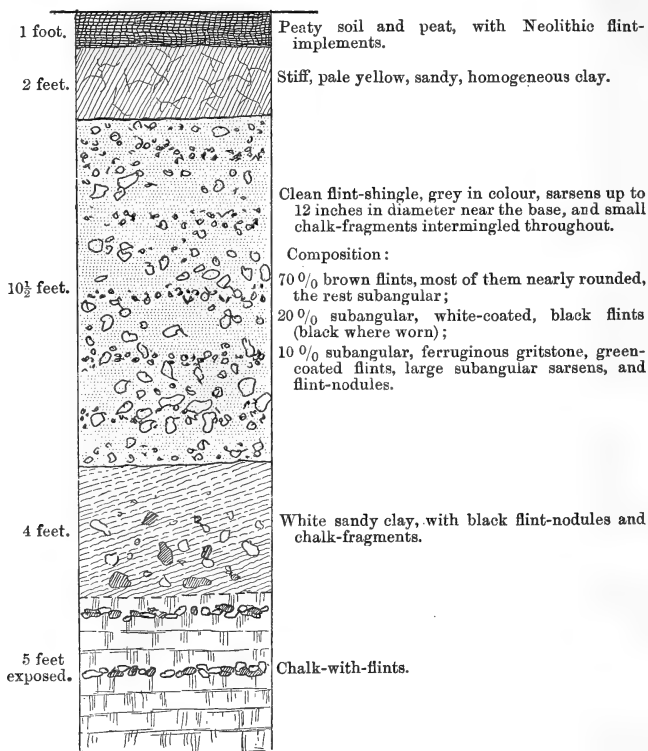 1 foot.
Peaty soil and peat, with Neolithic flint-
implements.
2 feet.
Stiff, pale yellow, sandy, homogeneous clay.
Clean flint-shingle, grey in colour, sarsens up to
12 inches in diameter near the base, and small
chalk-fragments intermingled throughout.
Composition:
10½ feet.
70 % brown flints, most of them nearly rounded,
the rest subangular;
20 % subangular, white-coated, black flints
(black where worn);
10 % subangular, ferruginous gritstone, green-
coated flints, large subangular sarsens, and
flint-nodules.
4 feet.
White sandy clay, with black flint-nodules and
chalk-fragments.
5 feet
exposed.
Chalk-with-flints.